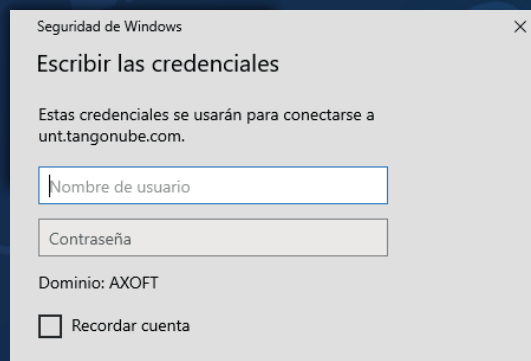 Seguridad de Windows
Escribir las credenciales
Estas credenciales se usarán para conectarse a
unt.tangonube.com.
Nombre de usuario
Contraseña
Dominio: AXOFT
Recordar cuenta